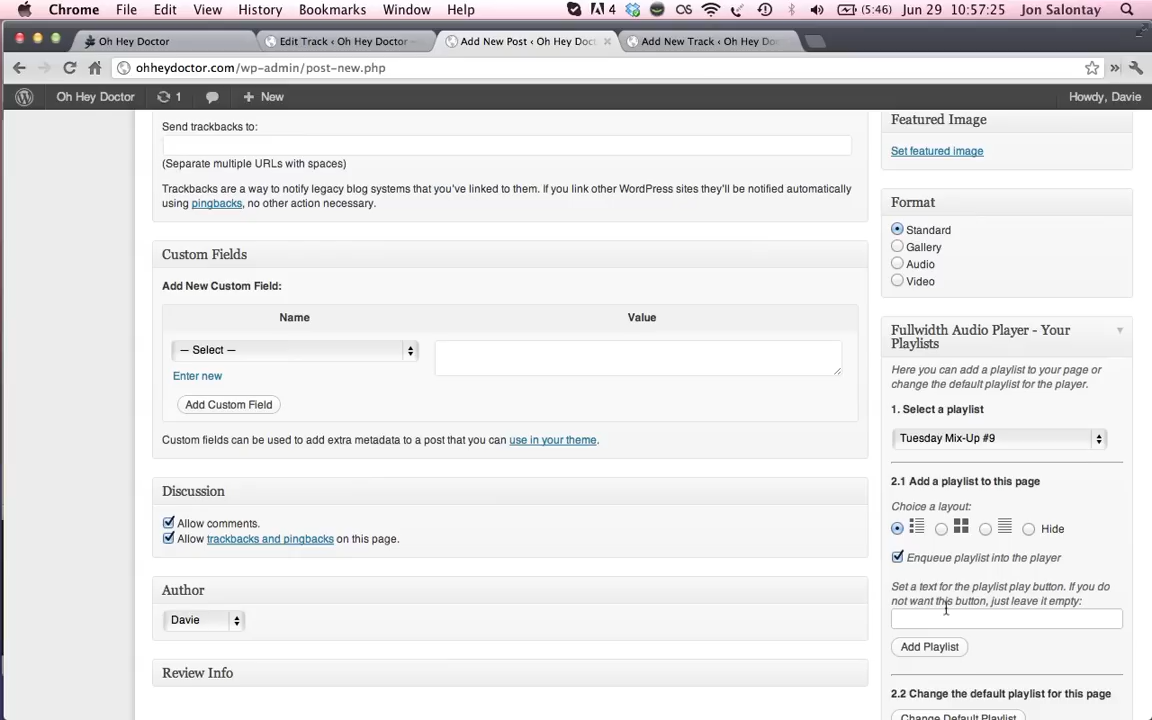 Chrome File Edit View History Bookmarks Window Help 4 (5:46) Jun 29 10:57:25 Jon Salontay
Oh Hey Doctor
Edit Track ‹ Oh Hey Doctor —
Add New Post ‹ Oh Hey Doc
Add New Track ‹ Oh Hey Do
ohheydoctor.com/wp-admin/post-new.php
Oh Hey Doctor 1 + New Howdy, Davie
Send trackbacks to:
(Separate multiple URLs with spaces)
Trackbacks are a way to notify legacy blog systems that you've linked to them. If you link other WordPress sites they'll be notified automatically
using pingbacks, no other action necessary.
Custom Fields
Add New Custom Field:
Name Value
— Select —
Enter new
Add Custom Field
Custom fields can be used to add extra metadata to a post that you can use in your theme.
Discussion
Allow comments.
Allow trackbacks and pingbacks on this page.
Author
Davie
Review Info
Featured Image
Set featured image
Format
Standard
Gallery
Audio
Video
Fullwidth Audio Player - Your
Playlists
Here you can add a playlist to your page or
change the default playlist for the player.
1. Select a playlist
Tuesday Mix-Up #9
2.1 Add a playlist to this page
Choice a layout:
Hide
Enqueue playlist into the player
Set a text for the playlist play button. If you do
not want this button, just leave it empty:
Add Playlist
2.2 Change the default playlist for this page
Change Default Playlist